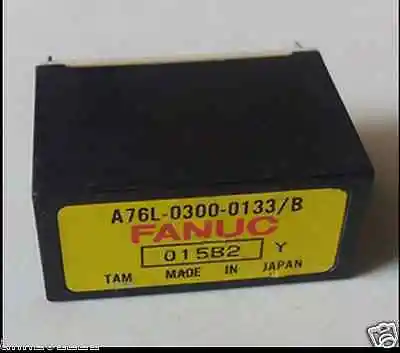 A76L-0300-0133/B
FANUC
015B2 Y
TAM MADE IN JAPAN